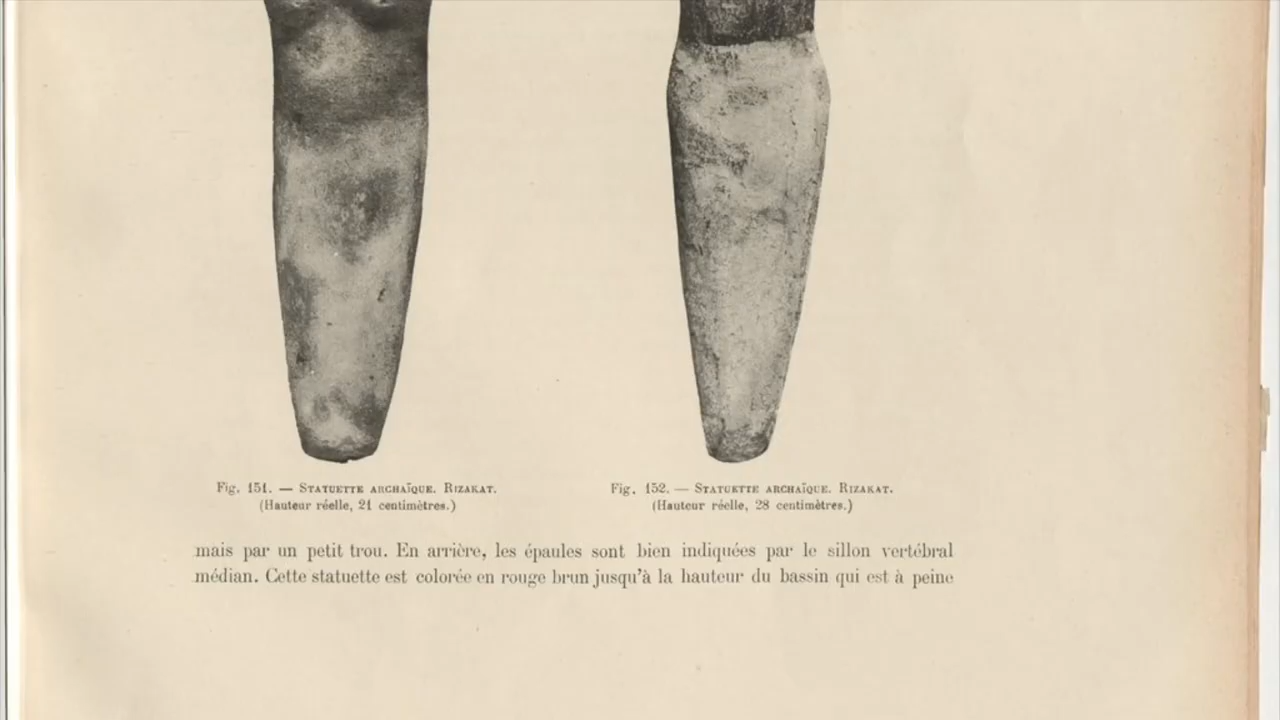 Fig. 151. — Statuette archaïque. Rizakat.
(Hauteur réelle, 21 centimètres.)
Fig. 152. — Statuette archaïque. Rizakat.
(Hauteur réelle, 28 centimètres.)
mais par un petit trou. En arrière, les épaules sont bien indiquées par le sillon vertébral
médian. Cette statuette est colorée en rouge brun jusqu'à la hauteur du bassin qui est à peine